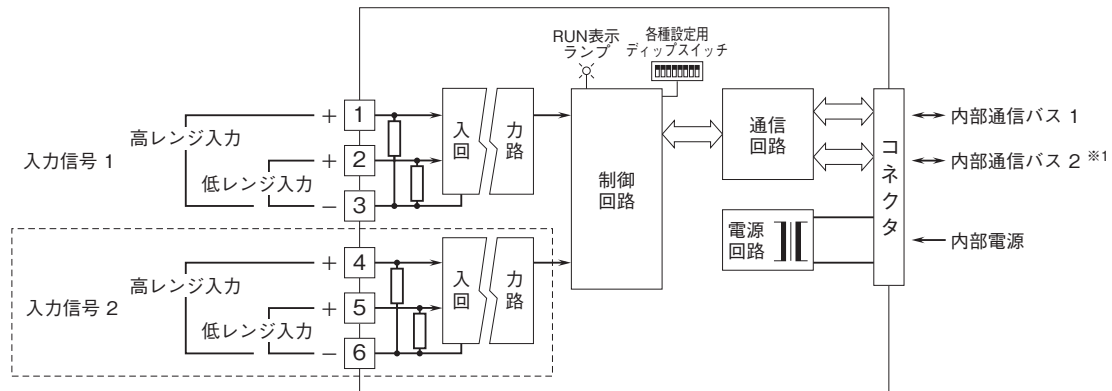 RUN表示
ランプ
各種設定用
ディップスイッチ
入力信号 1
高レンジ入力
低レンジ入力
+ 1
+ 2
− 3
入力
回路
入力信号 2
高レンジ入力
低レンジ入力
+ 4
+ 5
− 6
入力
回路
制御
回路
通信
回路
電源
回路
コネクタ
内部通信バス 1
内部通信バス 2 ※1
内部電源